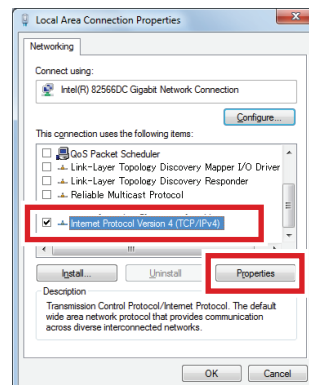 Local Area Connection Properties
Networking
Connect using:
Intel(R) 82566DC Gigabit Network Connection
Configure...
This connection uses the following items:
QoS Packet Scheduler
Link-Layer Topology Discovery Mapper I/O Driver
Link-Layer Topology Discovery Responder
Reliable Multicast Protocol
Internet Protocol Version 4 (TCP/IPv4)
Install...
Uninstall
Properties
Description
Transmission Control Protocol/Internet Protocol. The default
wide area network protocol that provides communication
across diverse interconnected networks.
OK
Cancel